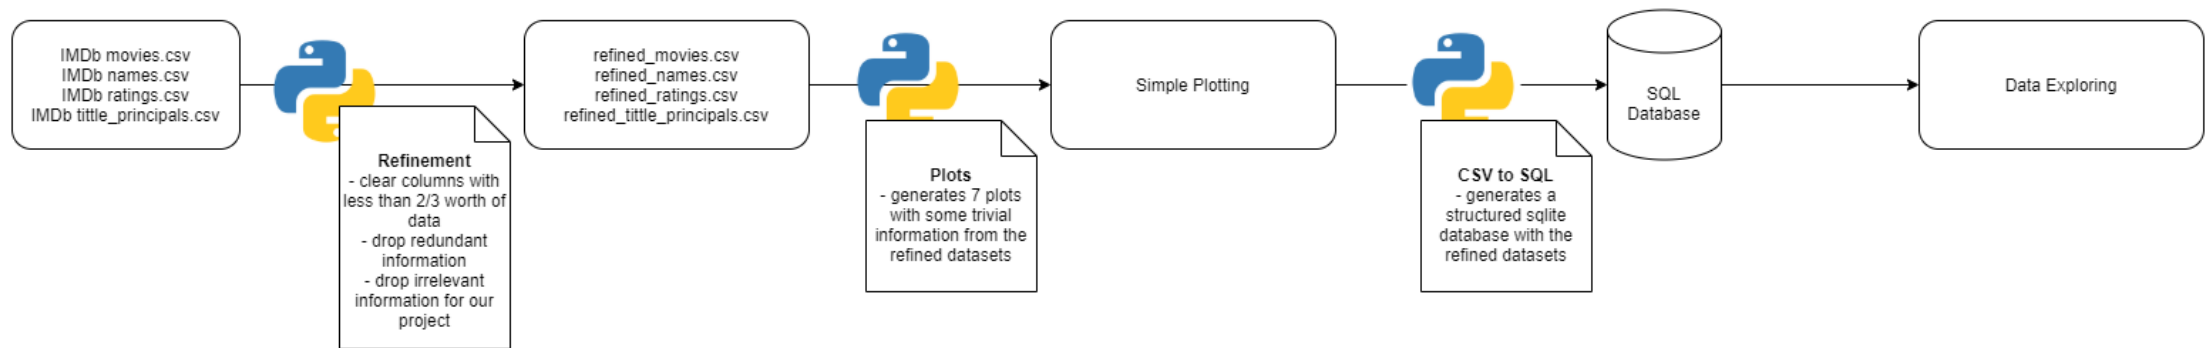 IMDb movies.csv
IMDb names.csv
IMDb ratings.csv
IMDb tittle_principals.csv
Refinement
- clear columns with
less than 2/3 worth of
data
- drop redundant
information
- drop irrelevant
information for our
project
refined_movies.csv
refined_names.csv
refined_ratings.csv
refined_tittle_principals.csv
Plots
- generates 7 plots
with some trivial
information from the
refined datasets
Simple Plotting
CSV to SQL
- generates a
structured sqlite
database with the
refined datasets
SQL
Database
Data Exploring